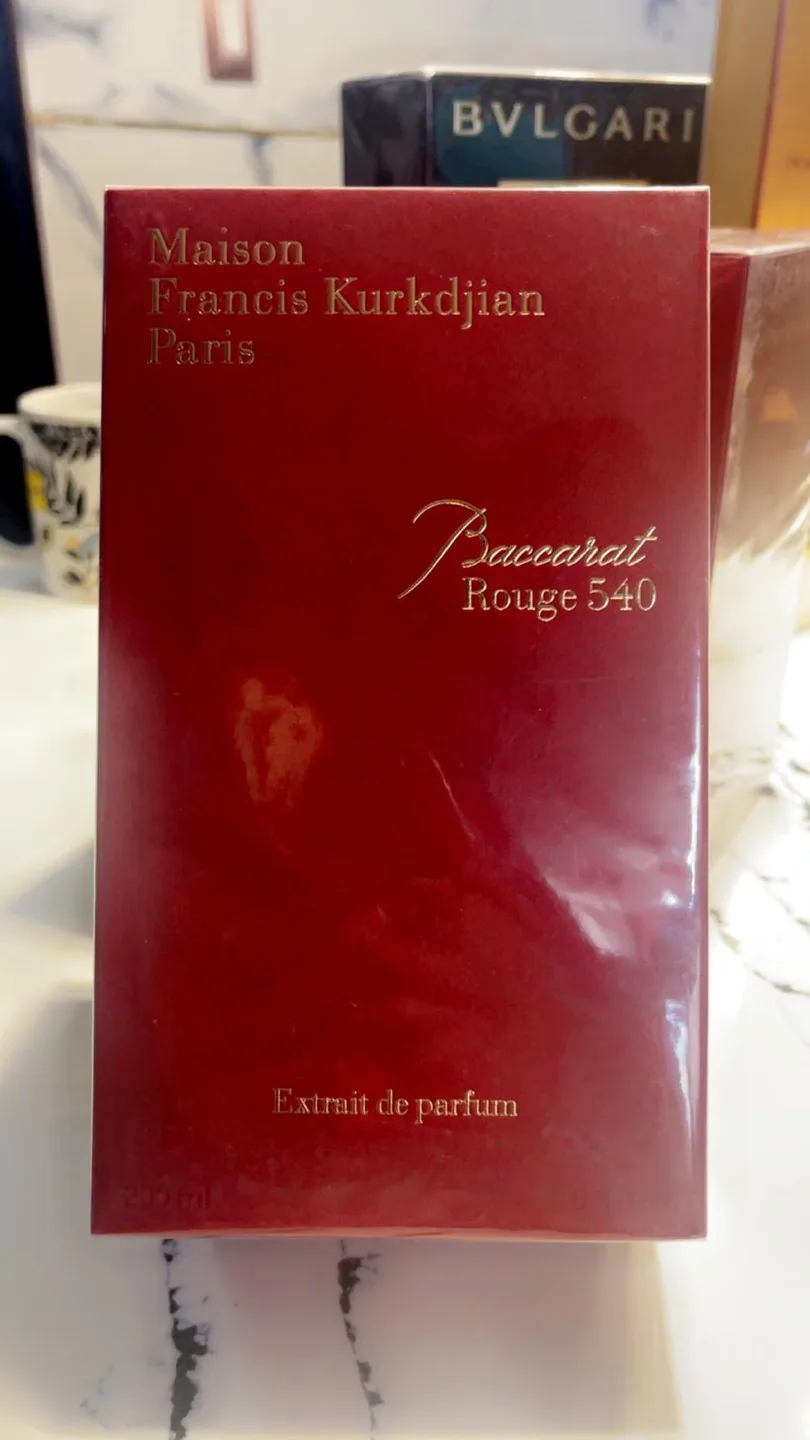 BVLGARI
Maison
Francis Kurkdjian
Paris
Baccarat
Rouge 540
Extrait de parfum